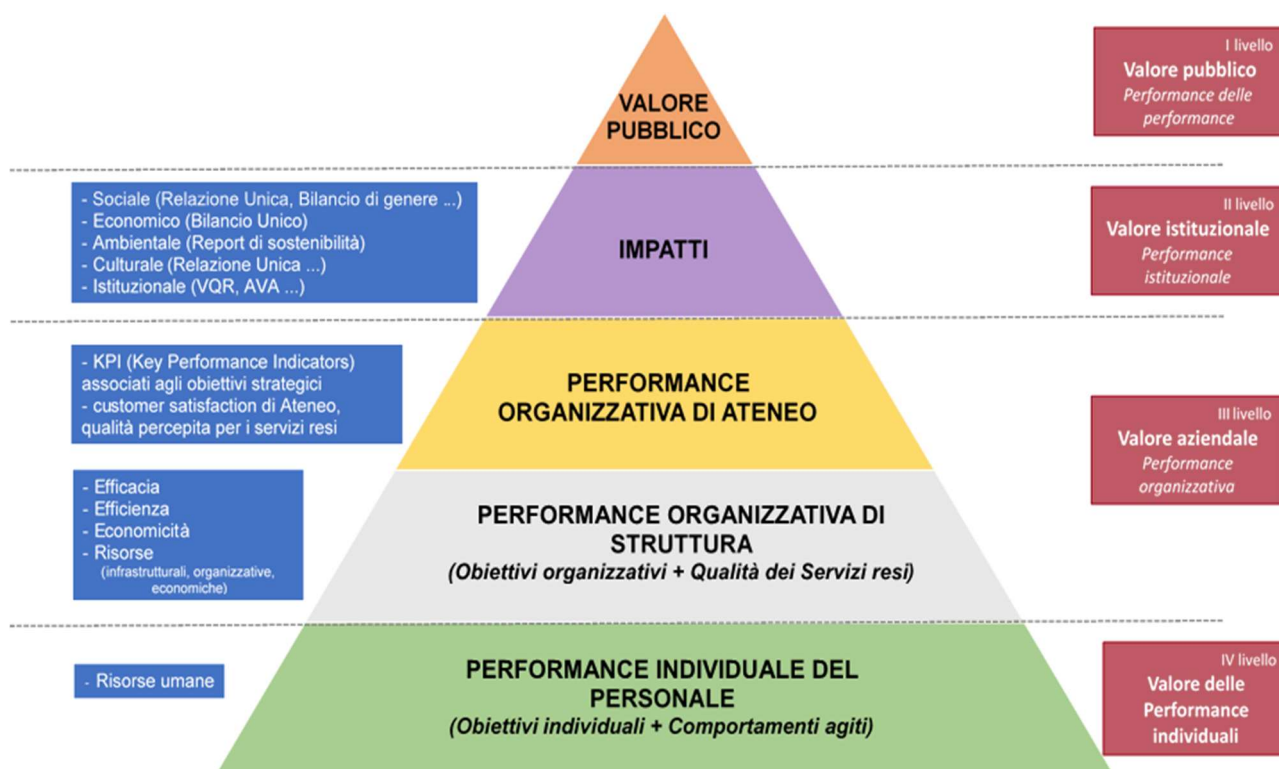 VALORE
PUBBLICO
I livello
Valore pubblico
Performance delle
performance
- Sociale (Relazione Unica, Bilancio di genere ...)
- Economico (Bilancio Unico)
- Ambientale (Report di sostenibilità)
- Culturale (Relazione Unica ...)
- Istituzionale (VQR, AVA ...)
IMPATTI
II livello
Valore istituzionale
Performance
istituzionale
- KPI (Key Performance Indicators)
associati agli obiettivi strategici
- customer satisfaction di Ateneo,
qualità percepita per i servizi resi
PERFORMANCE
ORGANIZZATIVA DI ATENEO
III livello
Valore aziendale
Performance
organizzativa
- Efficacia
- Efficienza
- Economicità
- Risorse
(infrastrutturali, organizzative,
economiche)
PERFORMANCE ORGANIZZATIVA DI
STRUTTURA
(Obiettivi organizzativi + Qualità dei Servizi resi)
- Risorse umane
PERFORMANCE INDIVIDUALE DEL
PERSONALE
(Obiettivi individuali + Comportamenti agiti)
IV livello
Valore delle
Performance
individuali